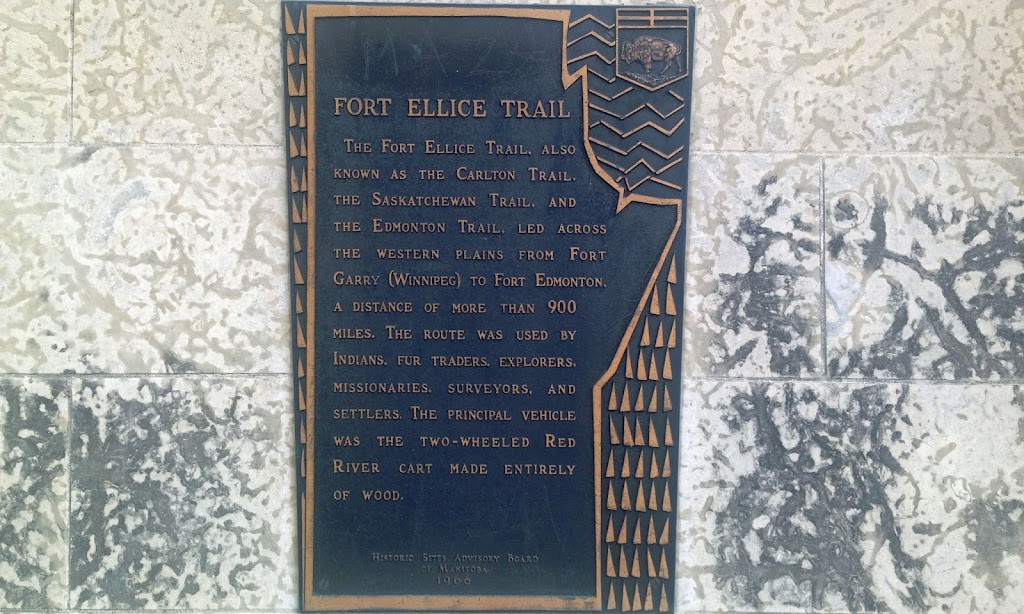 FORT ELLICE TRAIL
THE FORT ELLICE TRAIL, ALSO
KNOWN AS THE CARLTON TRAIL,
THE SASKATCHEWAN TRAIL, AND
THE EDMONTON TRAIL, LED ACROSS
THE WESTERN PLAINS FROM FORT
GARRY (WINNIPEG) TO FORT EDMONTON,
A DISTANCE OF MORE THAN 900
MILES. THE ROUTE WAS USED BY
INDIANS, FUR TRADERS, EXPLORERS,
MISSIONARIES, SURVEYORS, AND
SETTLERS. THE PRINCIPAL VEHICLE
WAS THE TWO-WHEELED RED
RIVER CART MADE ENTIRELY
OF WOOD.
HISTORIC SITES ADVISORY BOARD
OF MANITOBA